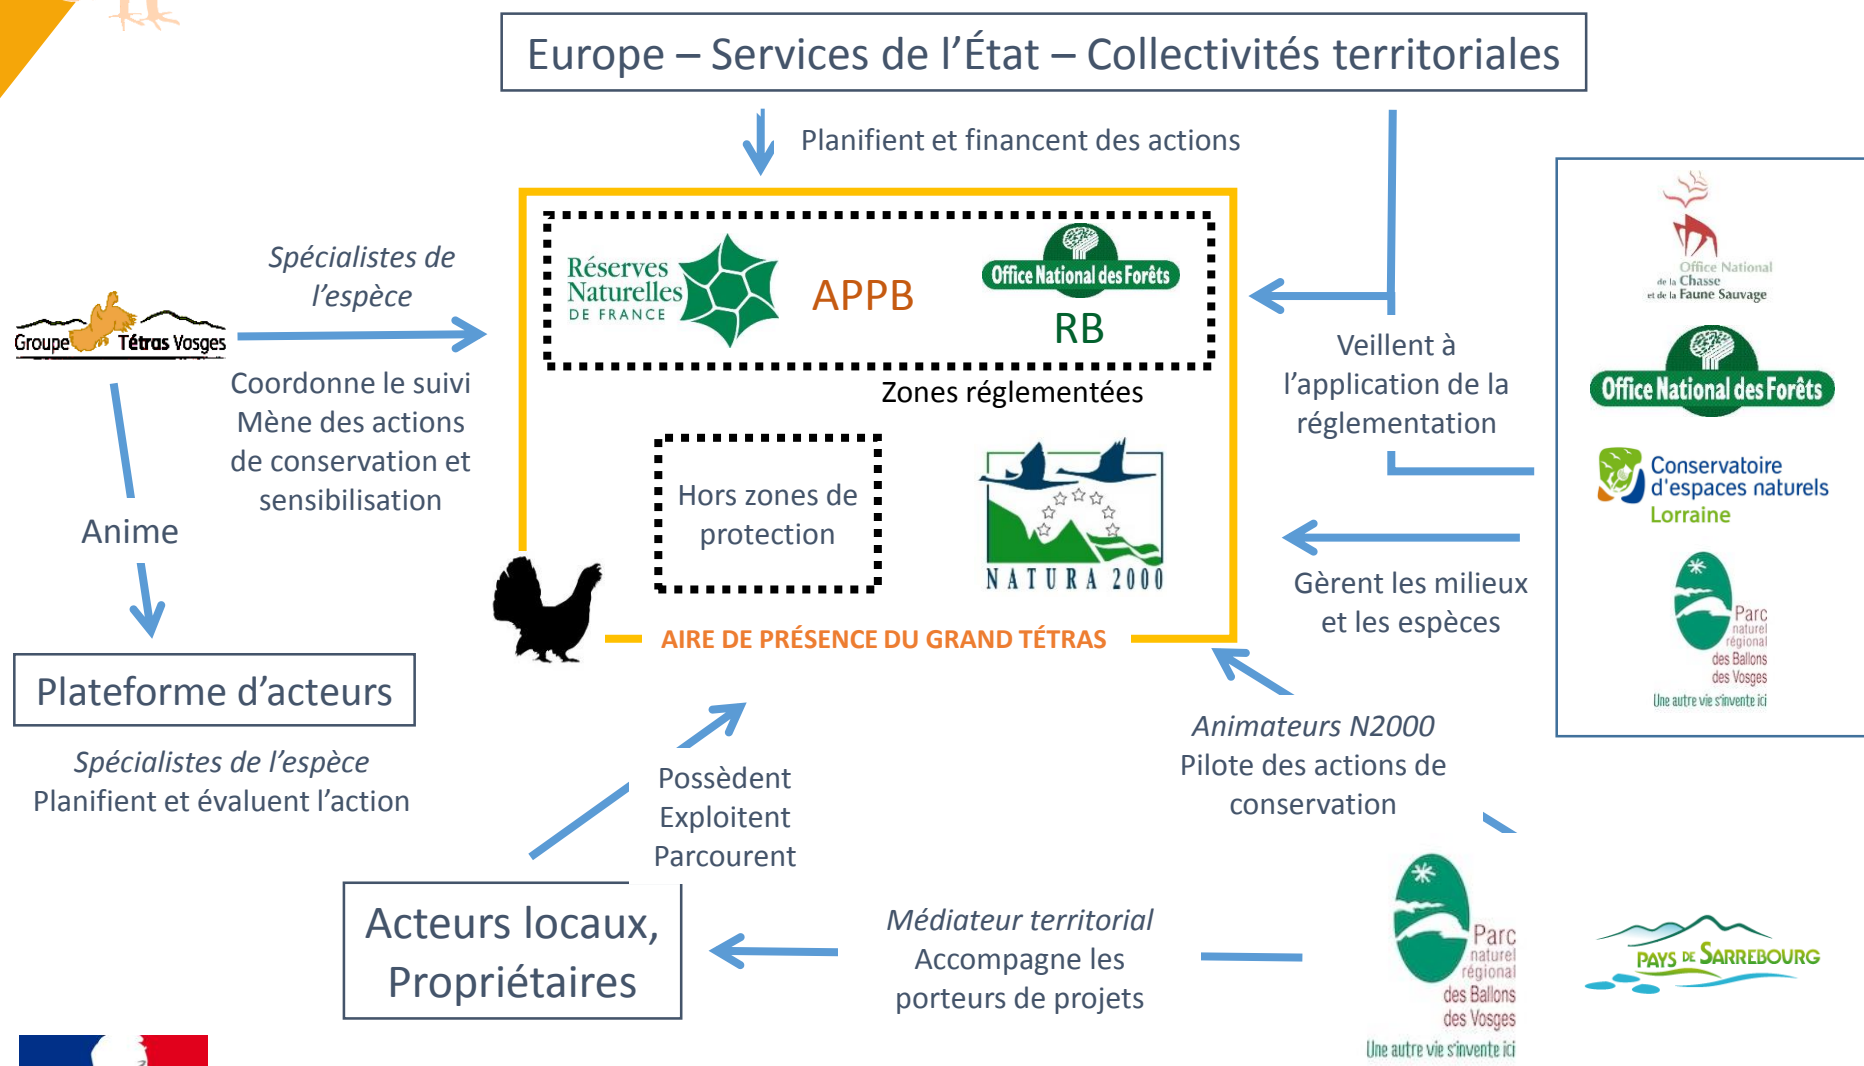 Europe – Services de l'État – Collectivités territoriales
Planifient et financent des actions
Spécialistes de
l'espèce
Groupe Tétras Vosges
Coordonne le suivi
Mène des actions
de conservation et
sensibilisation
Anime
Plateforme d'acteurs
Spécialistes de l'espèce
Planifient et évaluent l'action
Réserves
Naturelles
DE FRANCE
APPB
Office National des Forêts
RB
Zones réglementées
Hors zones de
protection
NATURA 2000
AIRE DE PRÉSENCE DU GRAND TÉTRAS
Veillent à
l'application de la
réglementation
Gèrent les milieux
et les espèces
Office National
de la Chasse
et de la Faune Sauvage
Office National des Forêts
Conservatoire
d'espaces naturels
Lorraine
Parc
naturel
régional
des Ballons
des Vosges
Une autre vie s'invente ici
Animateurs N2000
Pilote des actions de
conservation
Possèdent
Exploitent
Parcourent
Acteurs locaux,
Propriétaires
Médiateur territorial
Accompagne les
porteurs de projets
Parc
naturel
régional
des Ballons
des Vosges
Une autre vie s'invente ici
PAYS DE SARREBOURG